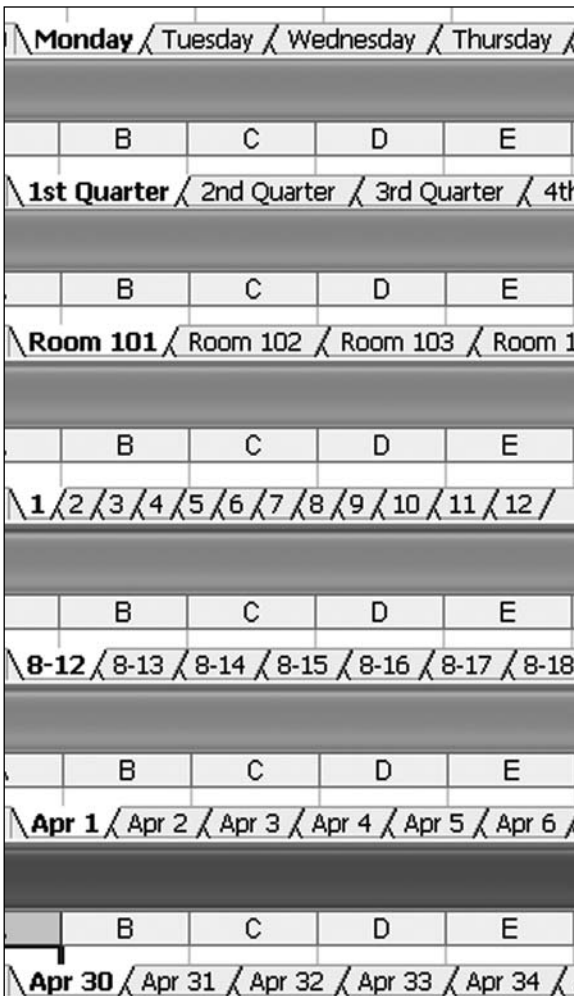 Monday Tuesday Wednesday Thursday
B C D E
1st Quarter 2nd Quarter 3rd Quarter 4th
B C D E
Room 101 Room 102 Room 103 Room 1
B C D E
1 2 3 4 5 6 7 8 9 10 11 12
B C D E
8-12 8-13 8-14 8-15 8-16 8-17 8-18
B C D E
Apr 1 Apr 2 Apr 3 Apr 4 Apr 5 Apr 6
B C D E
Apr 30 Apr 31 Apr 32 Apr 33 Apr 34